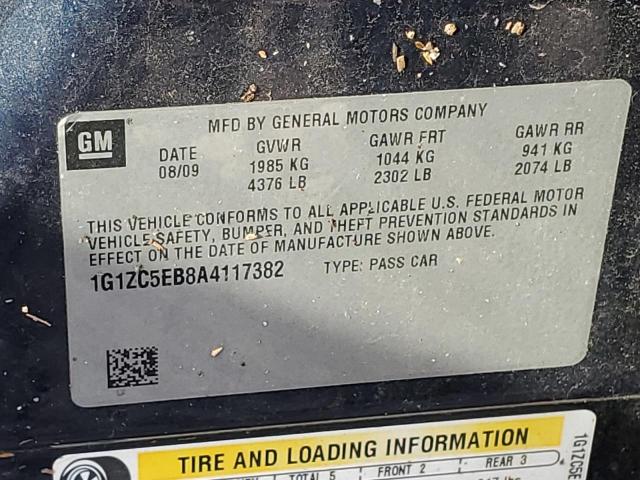 GM
MFD BY GENERAL MOTORS COMPANY
DATE GVWR GAWR FRT GAWR RR
08/09 1985 KG 1044 KG 941 KG
4376 LB 2302 LB 2074 LB
THIS VEHICLE CONFORMS TO ALL APPLICABLE U.S. FEDERAL MOTOR
VEHICLE SAFETY, BUMPER, AND THEFT PREVENTION STANDARDS IN
EFFECT ON THE DATE OF MANUFACTURE SHOWN ABOVE.
1G1ZC5EB8A4117382 TYPE: PASS CAR
TIRE AND LOADING INFORMATION
TOTAL 5 FRONT 2 REAR 3
1G1ZC5E